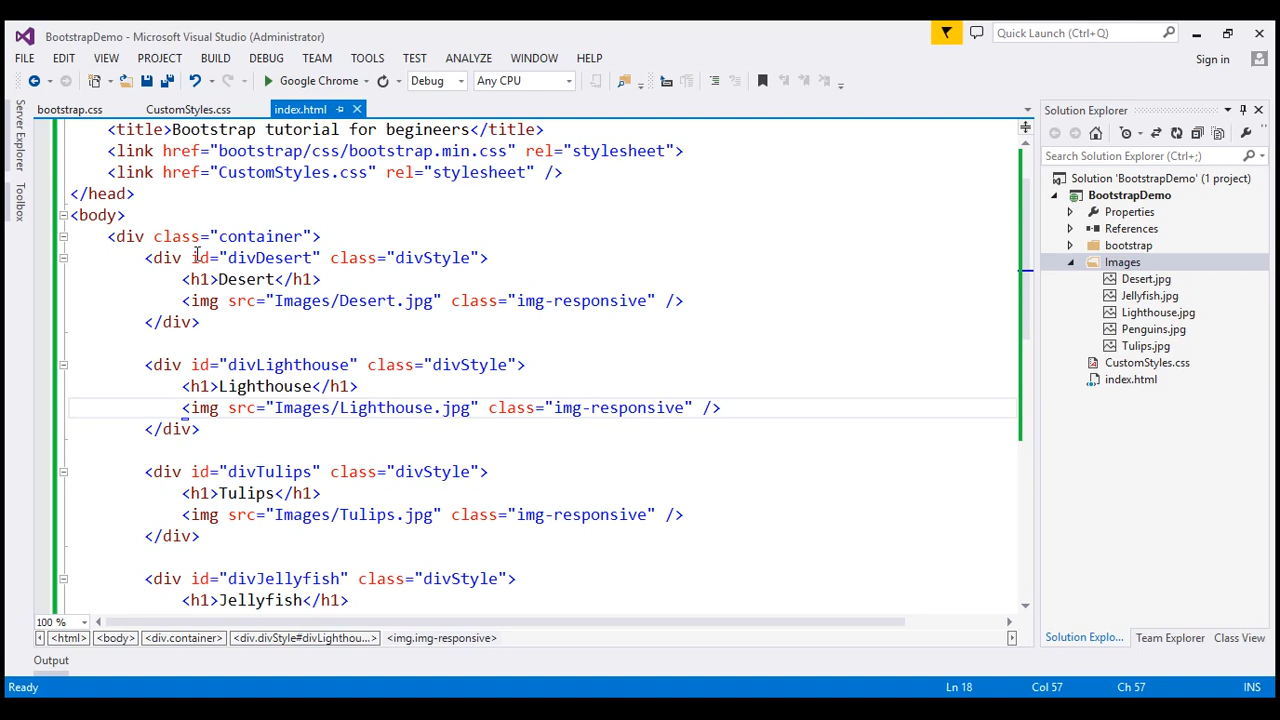 BootstrapDemo - Microsoft Visual Studio (Administrator)
Quick Launch (Ctrl+Q)
FILE EDIT VIEW PROJECT BUILD DEBUG TEAM TOOLS TEST ANALYZE WINDOW HELP
Sign in
Google Chrome
Debug
Any CPU
Server Explorer
Toolbox
bootstrap.css CustomStyles.css index.html
<title>Bootstrap tutorial for begineers</title>
<link href="bootstrap/css/bootstrap.min.css" rel="stylesheet">
<link href="CustomStyles.css" rel="stylesheet" />
</head>
<body>
<div class="container">
<div id="divDesert" class="divStyle">
<h1>Desert</h1>
<img src="Images/Desert.jpg" class="img-responsive" />
</div>
<div id="divLighthouse" class="divStyle">
<h1>Lighthouse</h1>
<img src="Images/Lighthouse.jpg" class="img-responsive" />
</div>
<div id="divTulips" class="divStyle">
<h1>Tulips</h1>
<img src="Images/Tulips.jpg" class="img-responsive" />
</div>
<div id="divJellyfish" class="divStyle">
<h1>Jellyfish</h1>
100 %
<html> <body> <div.container> <div.divStyle#divLighthou...> <img.img-responsive>
Output
Solution Explorer
Search Solution Explorer (Ctrl+;)
Solution 'BootstrapDemo' (1 project)
BootstrapDemo
Properties
References
bootstrap
Images
Desert.jpg
Jellyfish.jpg
Lighthouse.jpg
Penguins.jpg
Tulips.jpg
CustomStyles.css
index.html
Solution Explo... Team Explorer Class View
Ready Ln 18 Col 57 Ch 57 INS